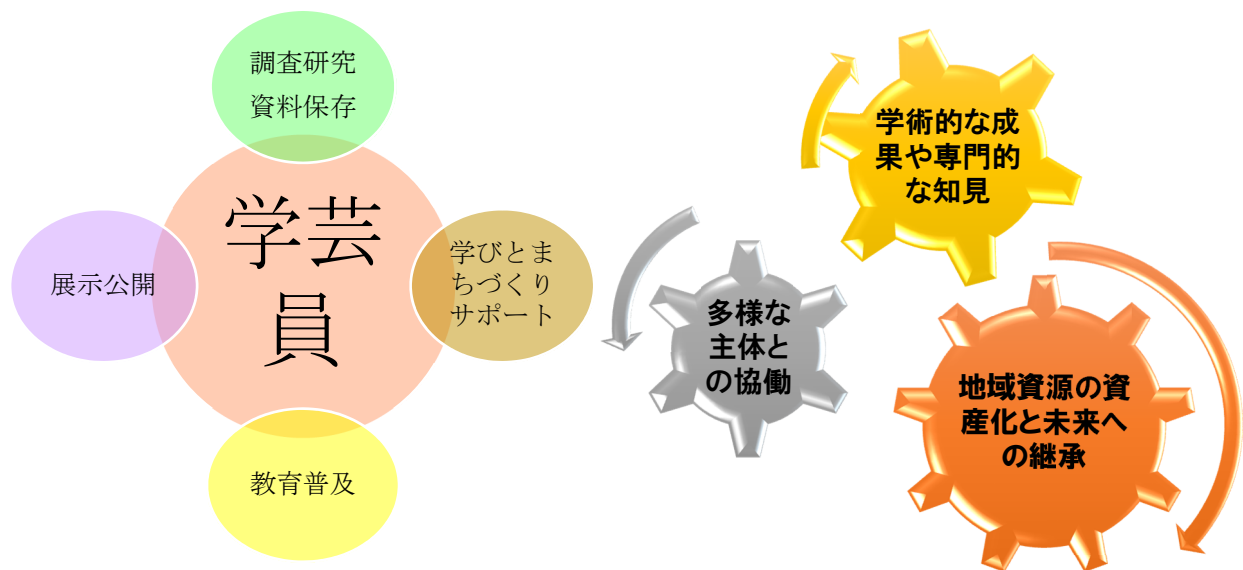 調査研究
資料保存
学芸
員
展示公開
学びとま
ちづくり
サポート
教育普及
学術的な成
果や専門的
な知見
多様な
主体と
の協働
地域資源の資
産化と未来へ
の継承